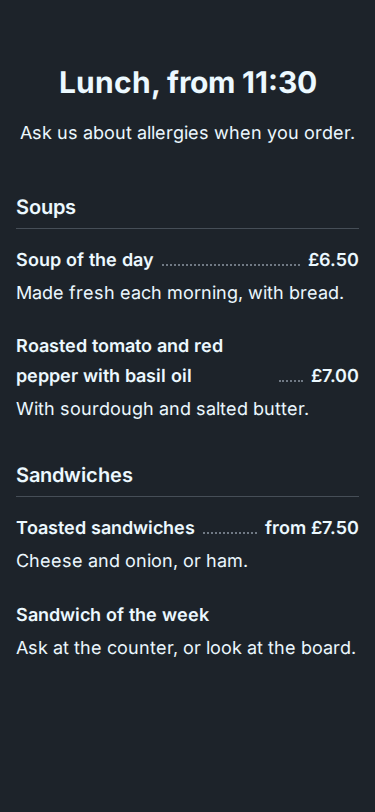 Lunch, from 11:30
Ask us about allergies when you order.
Soups
Soup of the day £6.50
Made fresh each morning, with bread.
Roasted tomato and red
pepper with basil oil £7.00
With sourdough and salted butter.
Sandwiches
Toasted sandwiches from £7.50
Cheese and onion, or ham.
Sandwich of the week
Ask at the counter, or look at the board.